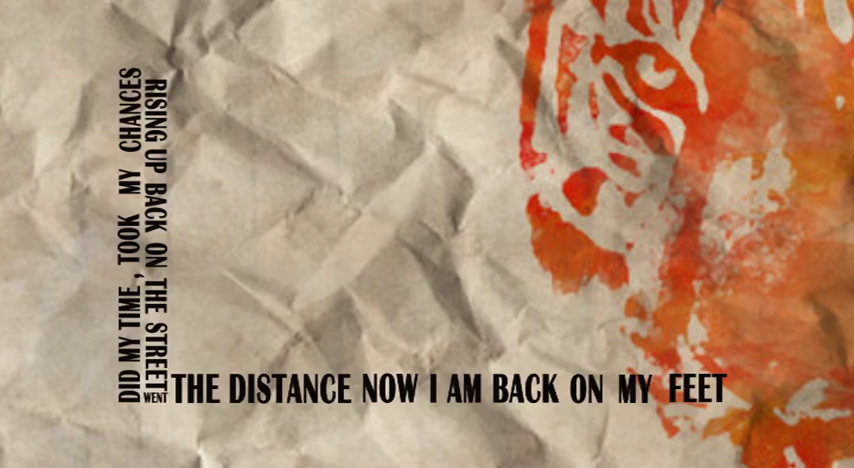 RISING UP BACK ON THE STREET
DID MY TIME, TOOK MY CHANCES
WENT THE DISTANCE NOW I AM BACK ON MY FEET